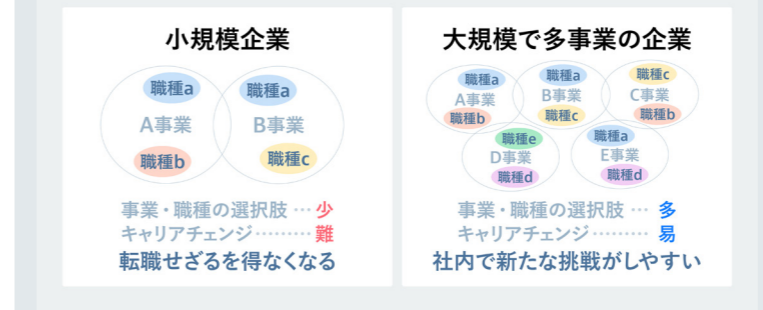 小規模企業
職種a
職種a
A事業
B事業
職種b
職種c
事業・職種の選択肢 … 少
キャリアチェンジ……… 難
転職せざるを得なくなる
大規模で多事業の企業
職種a
職種a
職種c
A事業
B事業
C事業
職種b
職種c
職種b
職種e
職種a
D事業
E事業
職種d
職種d
事業・職種の選択肢 … 多
キャリアチェンジ……… 易
社内で新たな挑戦がしやすい